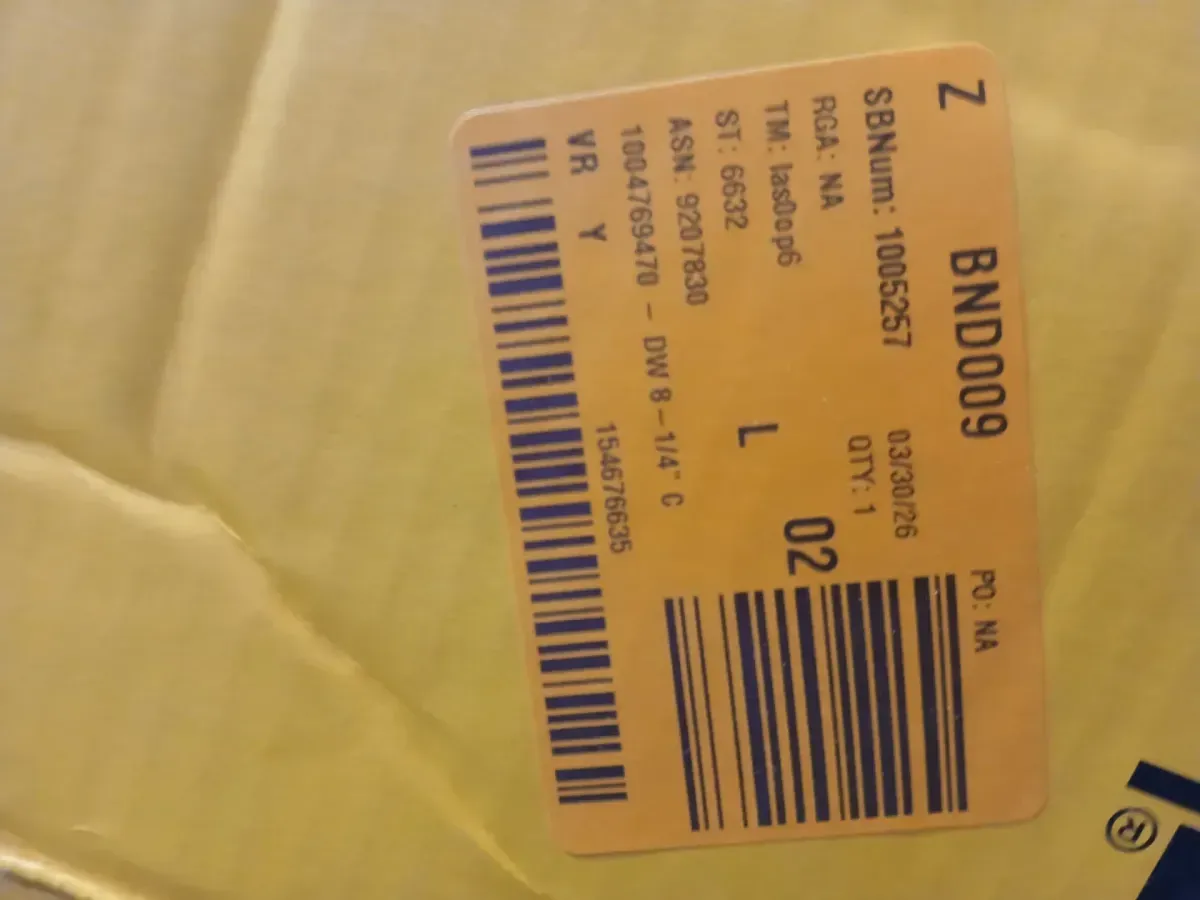 Z BND009 PO: NA
SBNum: 1005257 03/30/26
RGA: NA QTY: 1
TM: las0op6 02
ST: 6632 L
ASN: 9207830
1004769470 - DW 8-1/4" C
VR Y 154676635
®